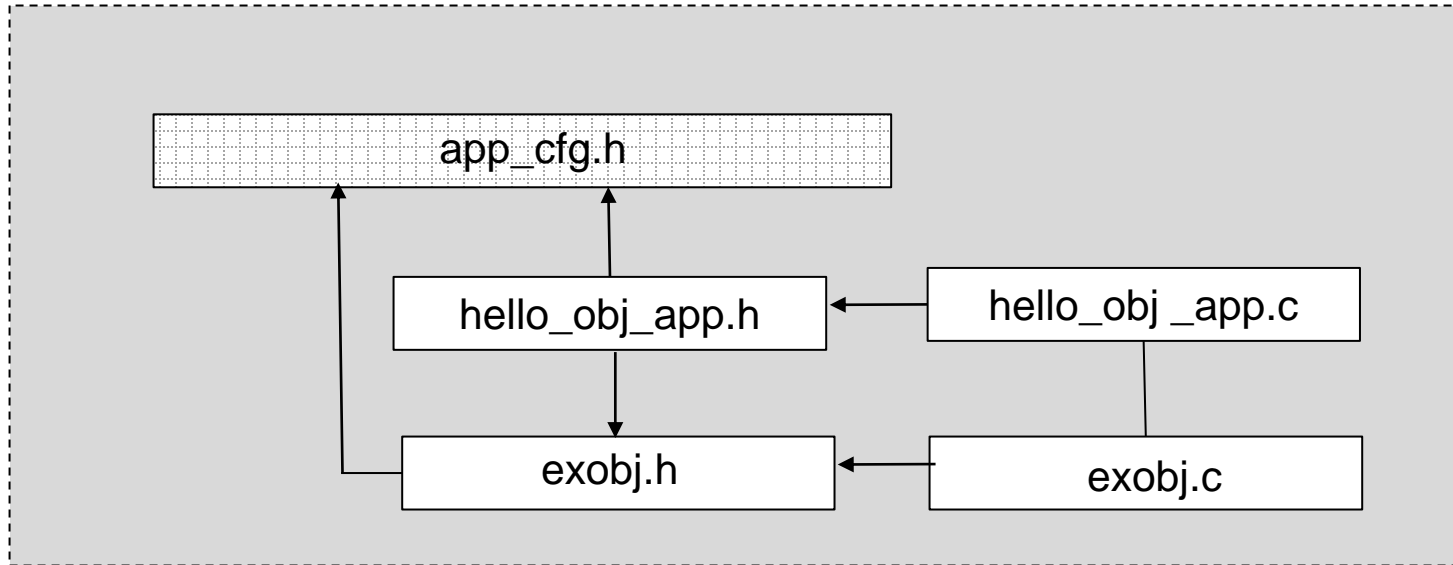 app_cfg.h
hello_obj_app.h
hello_obj _app.c
exobj.h
exobj.c